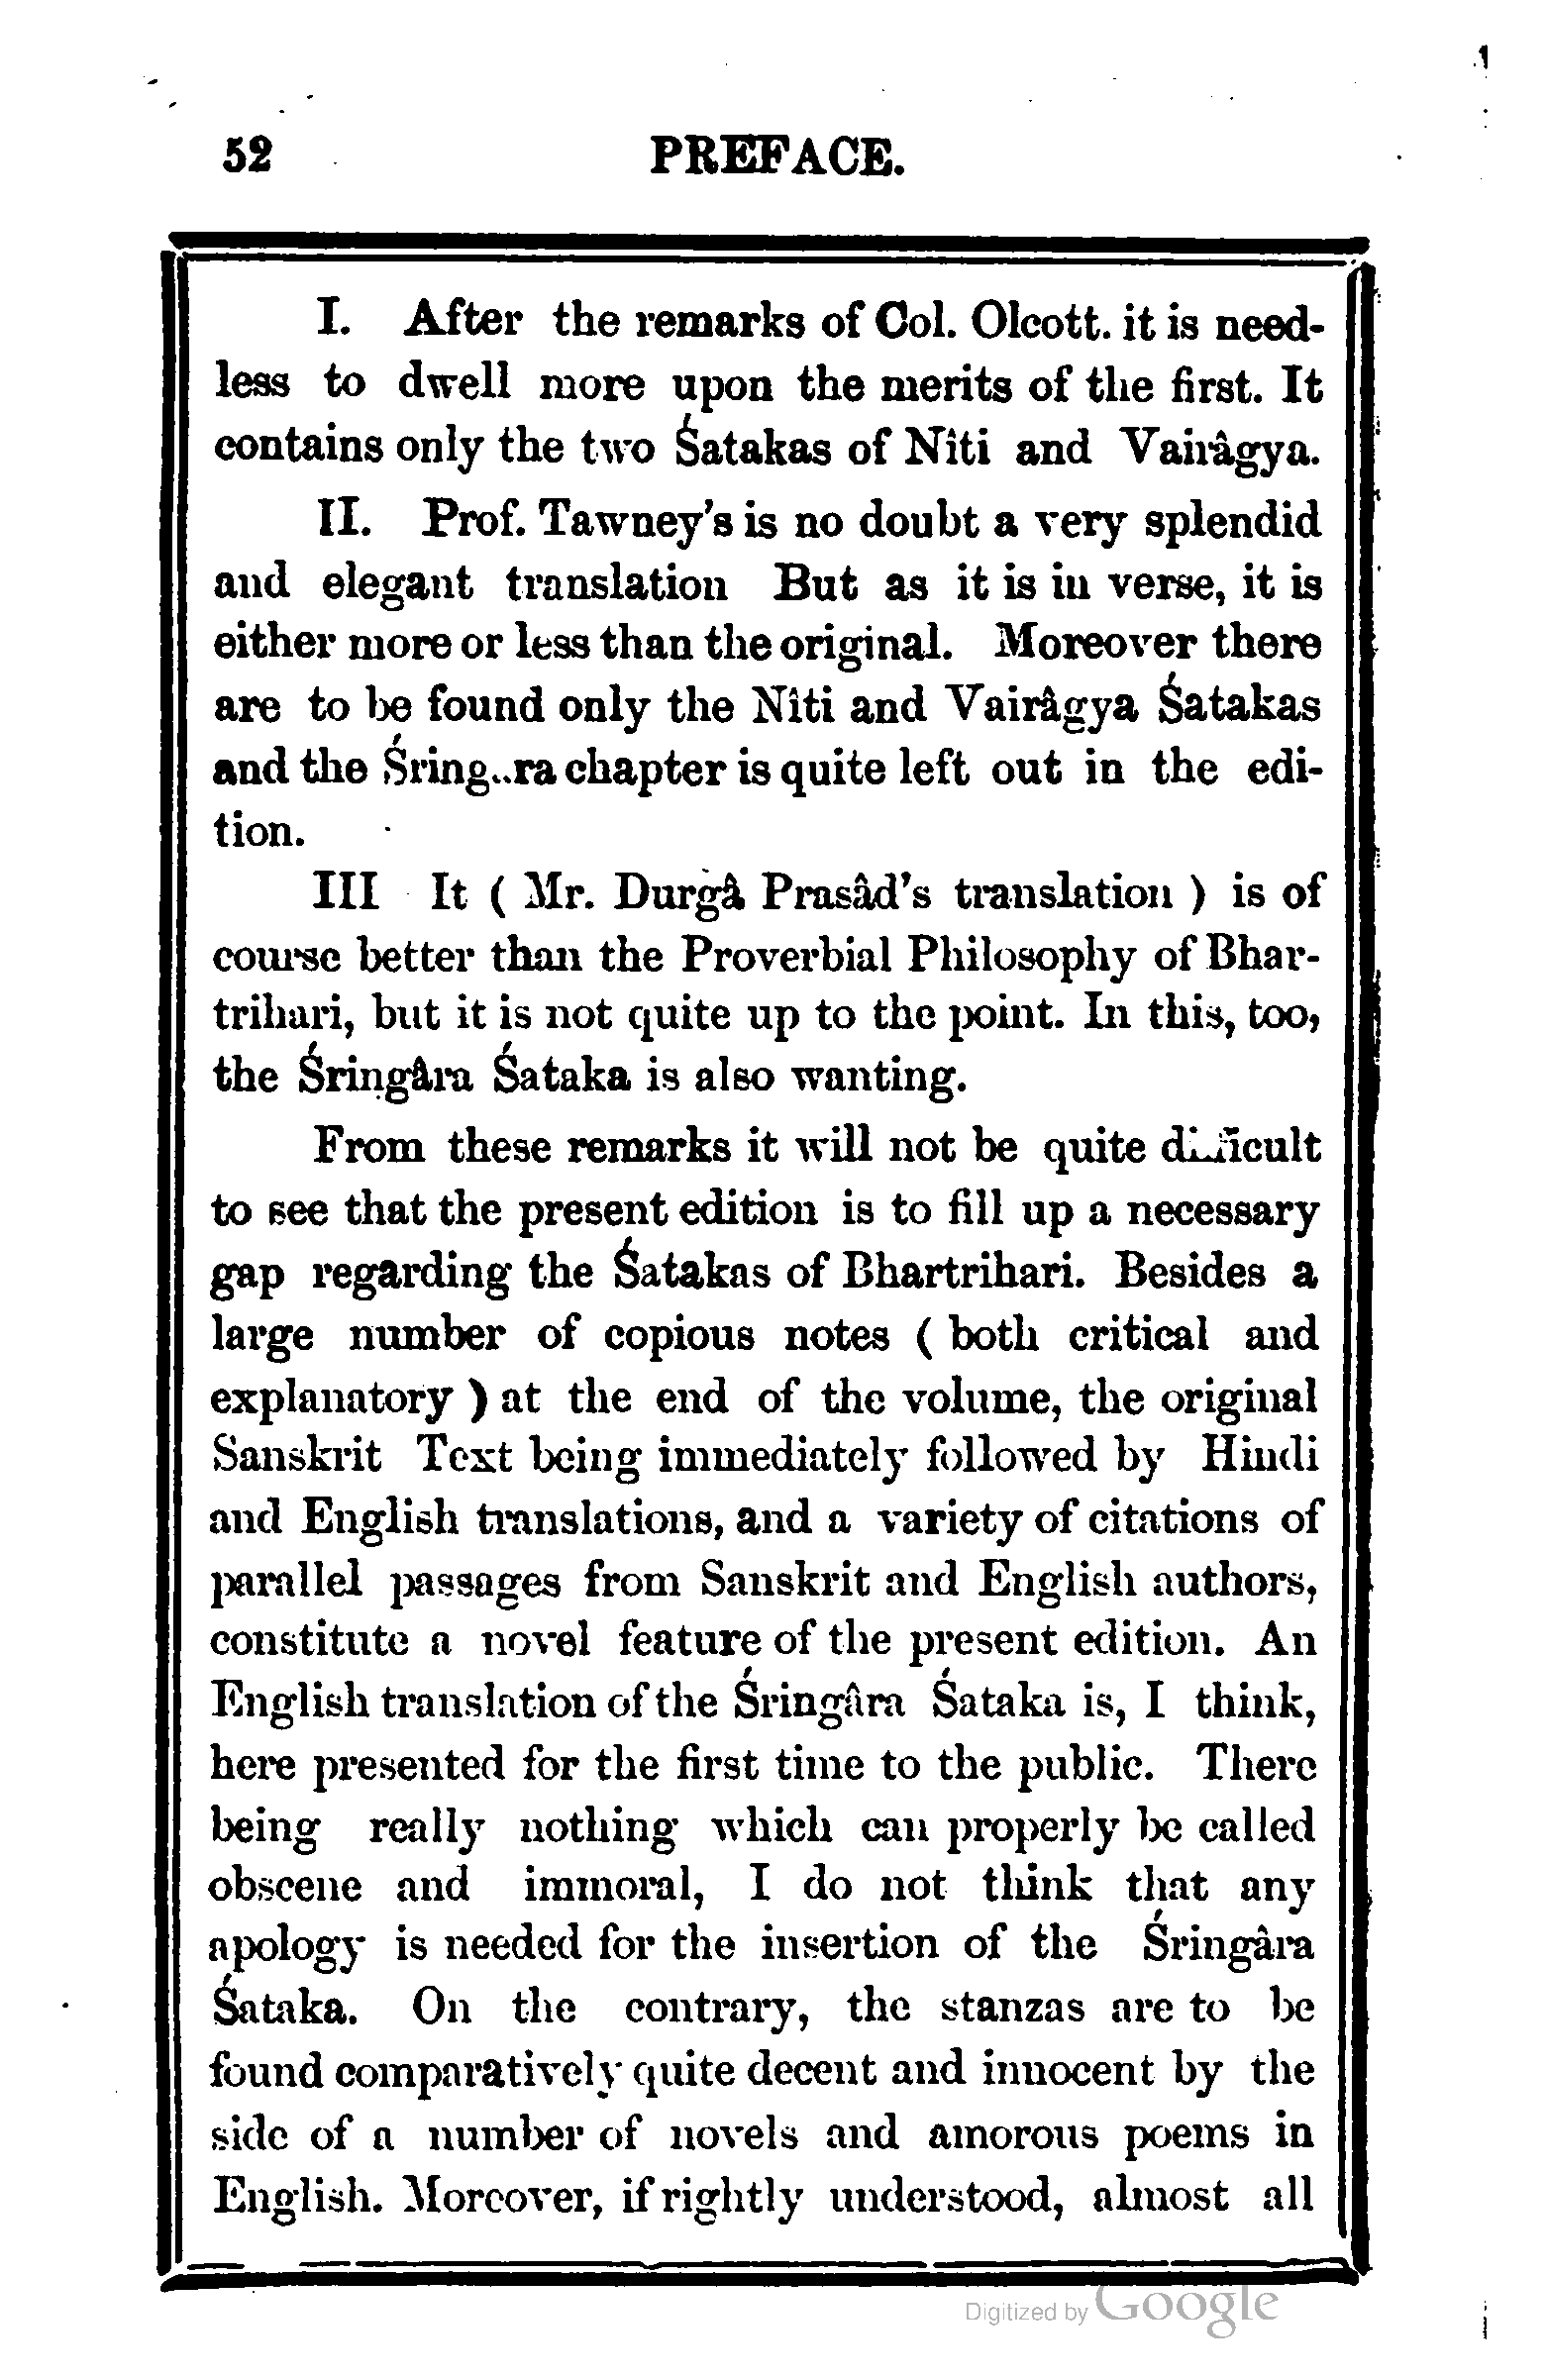 52 PREFACE.
I. After the remarks of Col. Olcott. it is need-
less to dwell more upon the merits of the first. It
contains only the two Śatakas of Nîti and Vairâgya.
II. Prof. Tawney's is no doubt a very splendid
and elegant translation But as it is in verse, it is
either more or less than the original. Moreover there
are to be found only the Nîti and Vairâgya Śatakas
and the Śring..ra chapter is quite left out in the edi-
tion.
III It ( Mr. Durgâ Prasâd's translation ) is of
course better than the Proverbial Philosophy of Bhar-
trihari, but it is not quite up to the point. In this, too,
the Śringâra Śataka is also wanting.
From these remarks it will not be quite difficult
to see that the present edition is to fill up a necessary
gap regarding the Śatakas of Bhartrihari. Besides a
large number of copious notes ( both critical and
explanatory ) at the end of the volume, the original
Sanskrit Text being immediately followed by Hindi
and English translations, and a variety of citations of
parallel passages from Sanskrit and English authors,
constitute a novel feature of the present edition. An
English translation of the Śringâra Śataka is, I think,
here presented for the first time to the public. There
being really nothing which can properly be called
obscene and immoral, I do not think that any
apology is needed for the insertion of the Śringâra
Śataka. On the contrary, the stanzas are to be
found comparatively quite decent and innocent by the
side of a number of novels and amorous poems in
English. Moreover, if rightly understood, almost all
Digitized by Google